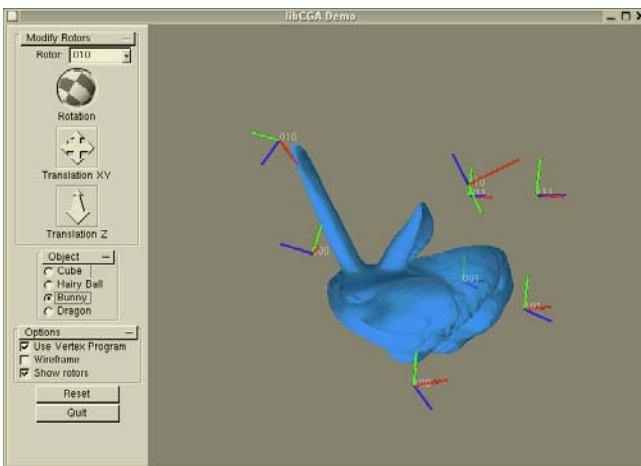 libCGA Demo
Modify Rotors
Rotor: 010
Rotation
Translation XY
Translation Z
Object
Cube
Hairy Ball
Bunny
Dragon
Options
Use Vertex Program
Wireframe
Show rotors
Reset
Quit
010
001